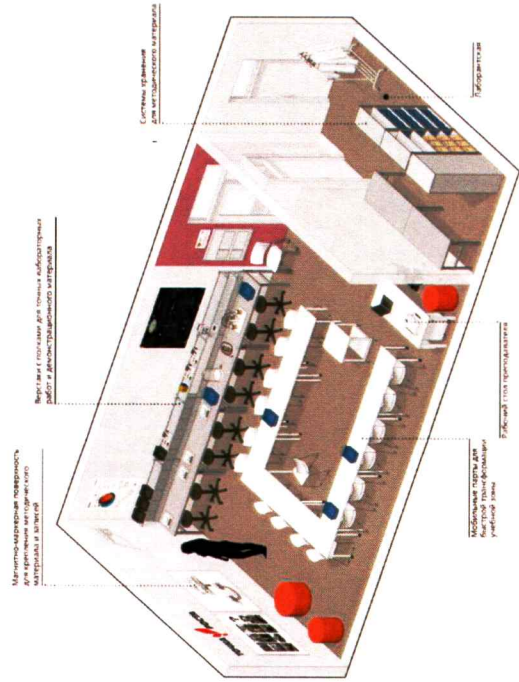 Магнитно-маркерная поверхность
для крепления методического
материала и записей
Верстаки с полками для точных лабораторных
работ и демонстрационного материала
Системы хранения
для методического материала
Лаборантская
Рабочий стол преподавателя
Мобильные парты для
быстрой трансформации
учебной зоны